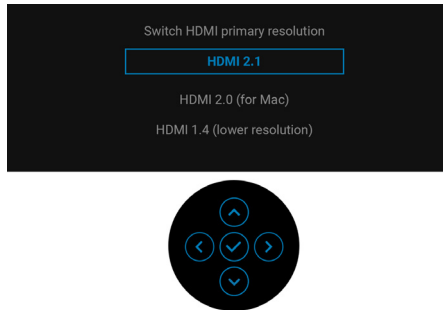 Switch HDMI primary resolution
HDMI 2.1
HDMI 2.0 (for Mac)
HDMI 1.4 (lower resolution)